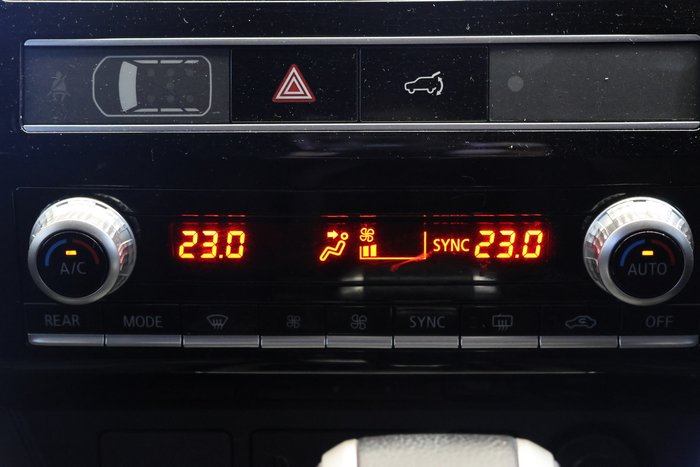 23.0 SYNC 23.0
A/C AUTO
REAR MODE SYNC OFF